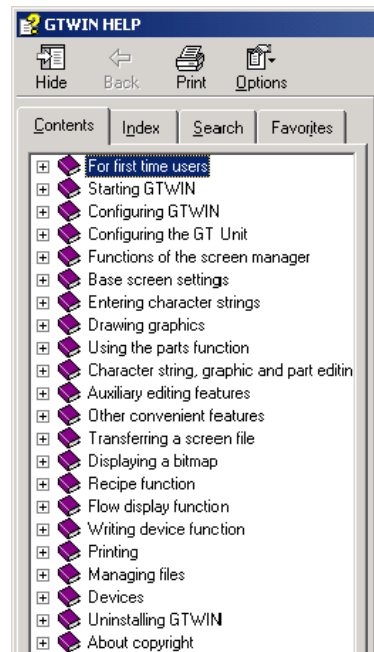 GTWIN HELP
Hide Back Print Options
Contents Index Search Favorites
For first time users
Starting GTWIN
Configuring GTWIN
Configuring the GT Unit
Functions of the screen manager
Base screen settings
Entering character strings
Drawing graphics
Using the parts function
Character string, graphic and part editin
Auxiliary editing features
Other convenient features
Transferring a screen file
Displaying a bitmap
Recipe function
Flow display function
Writing device function
Printing
Managing files
Devices
Uninstalling GTWIN
About copyright